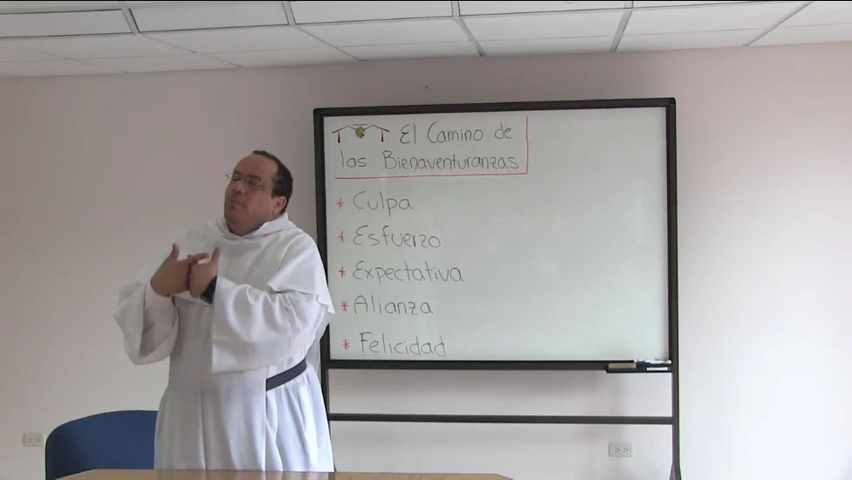 El Camino de
las Bienaventuranzas
* Culpa
* Esfuerzo
* Expectativa
* Alianza
* Felicidad